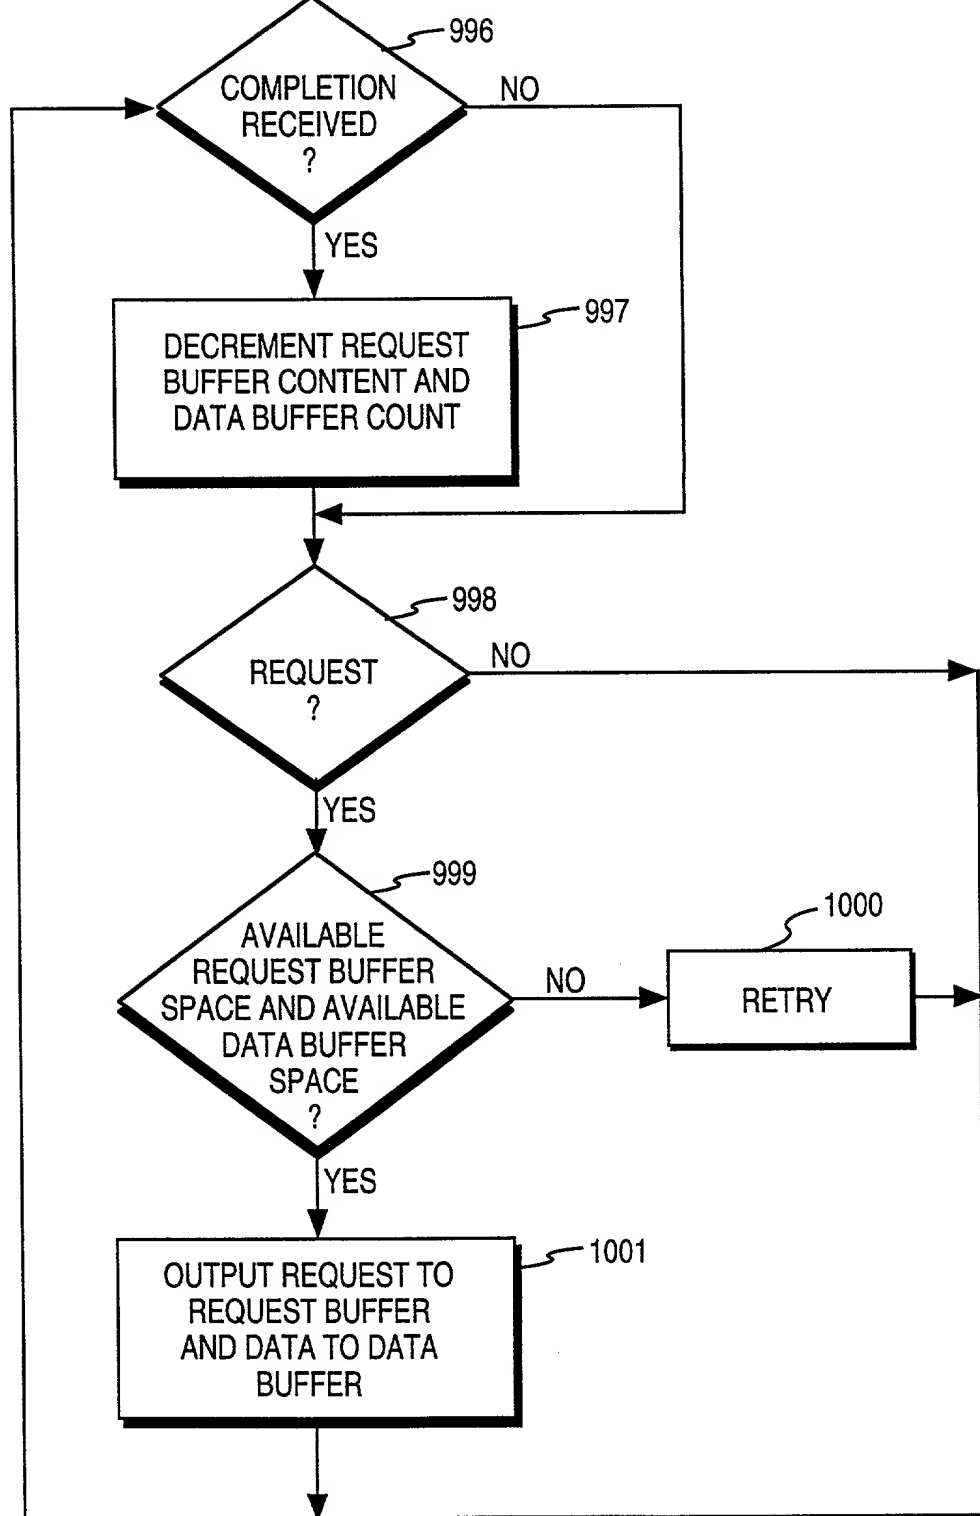 996
COMPLETION
RECEIVED
?
NO
YES
997
DECREMENT REQUEST
BUFFER CONTENT AND
DATA BUFFER COUNT
998
REQUEST
?
NO
YES
999
AVAILABLE
REQUEST BUFFER
SPACE AND AVAILABLE
DATA BUFFER
SPACE
?
NO
1000
RETRY
YES
1001
OUTPUT REQUEST TO
REQUEST BUFFER
AND DATA TO DATA
BUFFER